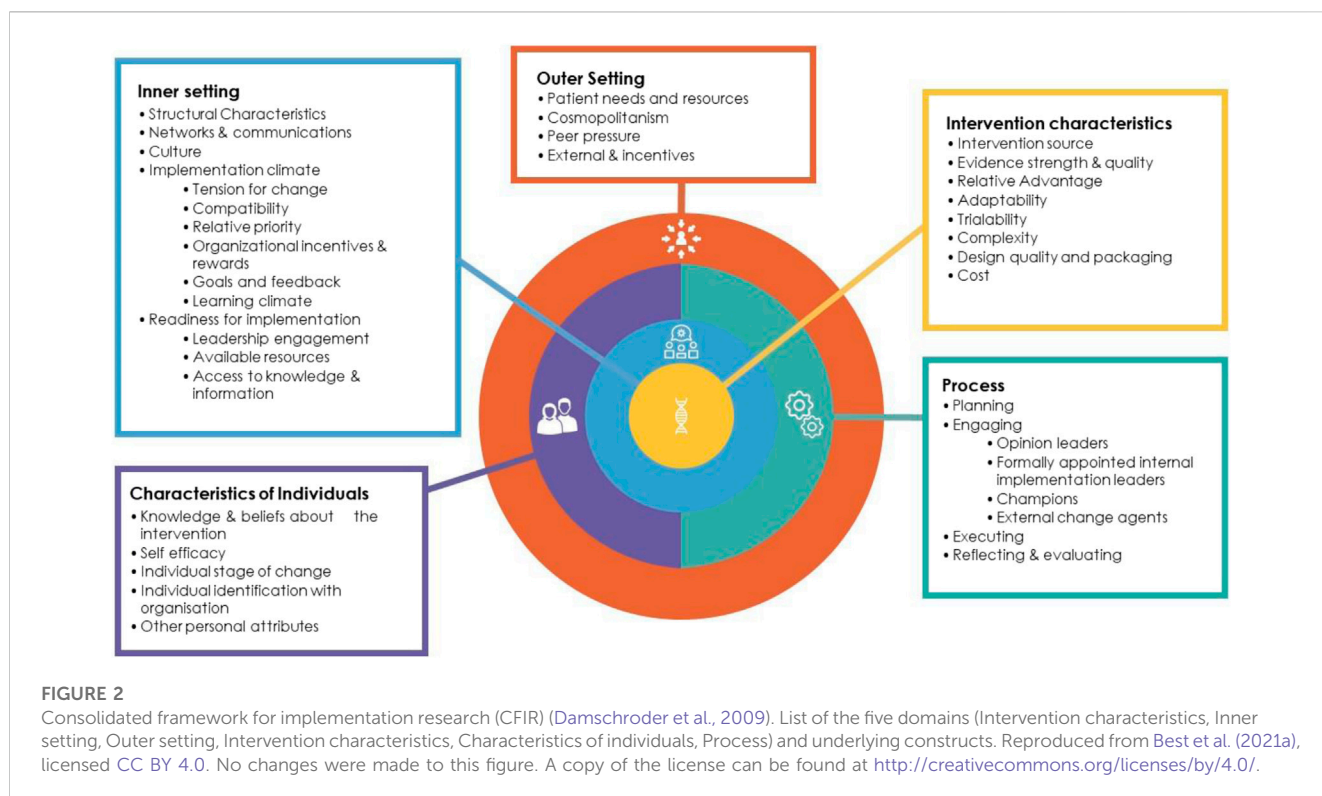 Inner setting
• Structural Characteristics
• Networks & communications
• Culture
• Implementation climate
• Tension for change
• Compatibility
• Relative priority
• Organizational incentives &
rewards
• Goals and feedback
• Learning climate
• Readiness for implementation
• Leadership engagement
• Available resources
• Access to knowledge &
information
Outer Setting
• Patient needs and resources
• Cosmopolitanism
• Peer pressure
• External & incentives
Intervention characteristics
• Intervention source
• Evidence strength & quality
• Relative Advantage
• Adaptability
• Trialability
• Complexity
• Design quality and packaging
• Cost
Characteristics of Individuals
• Knowledge & beliefs about the
intervention
• Self efficacy
• Individual stage of change
• Individual identification with
organisation
• Other personal attributes
Process
• Planning
• Engaging
• Opinion leaders
• Formally appointed internal
implementation leaders
• Champions
• External change agents
• Executing
• Reflecting & evaluating
FIGURE 2
Consolidated framework for implementation research (CFIR) (Damschroder et al., 2009). List of the five domains (Intervention characteristics, Inner
setting, Outer setting, Intervention characteristics, Characteristics of individuals, Process) and underlying constructs. Reproduced from Best et al. (2021a),
licensed CC BY 4.0. No changes were made to this figure. A copy of the license can be found at http://creativecommons.org/licenses/by/4.0/.